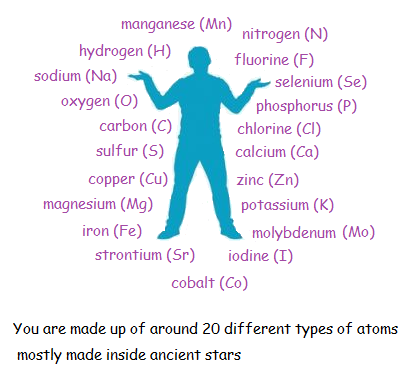 manganese (Mn)
nitrogen (N)
hydrogen (H)
fluorine (F)
sodium (Na)
selenium (Se)
oxygen (O)
phosphorus (P)
carbon (C)
chlorine (Cl)
sulfur (S)
calcium (Ca)
copper (Cu)
zinc (Zn)
magnesium (Mg)
potassium (K)
iron (Fe)
molybdenum (Mo)
strontium (Sr)
iodine (I)
cobalt (Co)
You are made up of around 20 different types of atoms
mostly made inside ancient stars